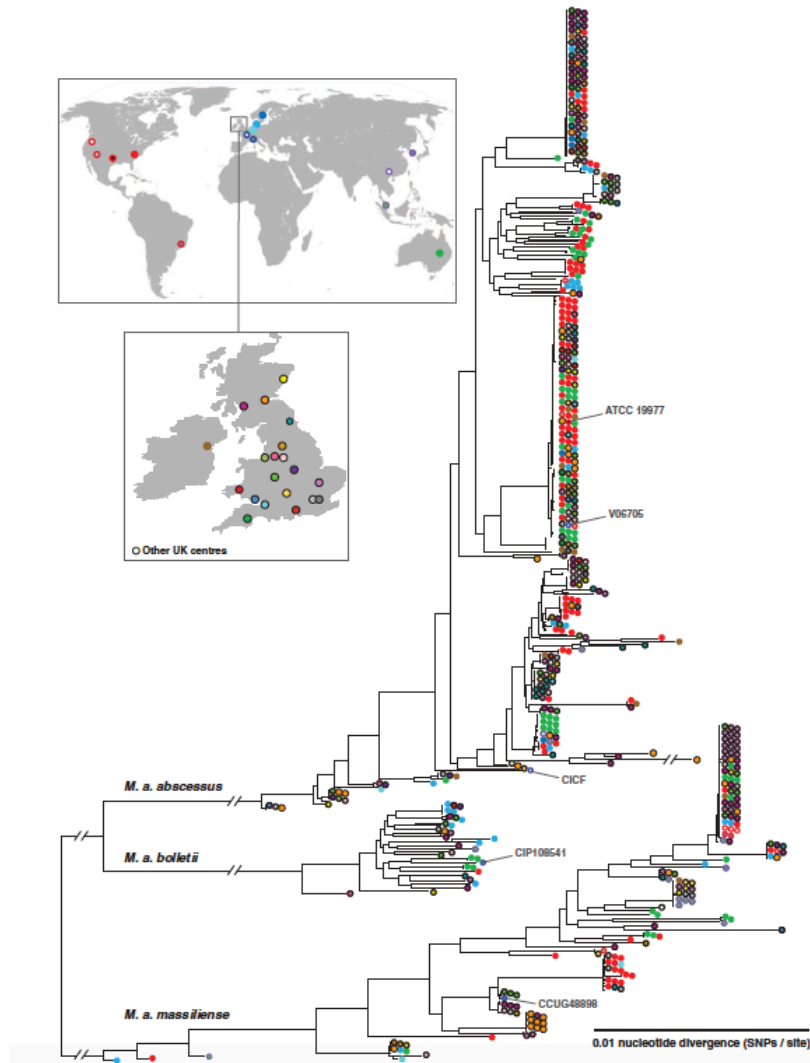 ATCC 19977
V06705
Other UK centres
CICF
M. a. abscessus
M. a. bolletii
CIP108541
CCUG48898
M. a. massiliense
0.01 nucleotide divergence (SNPs / site)